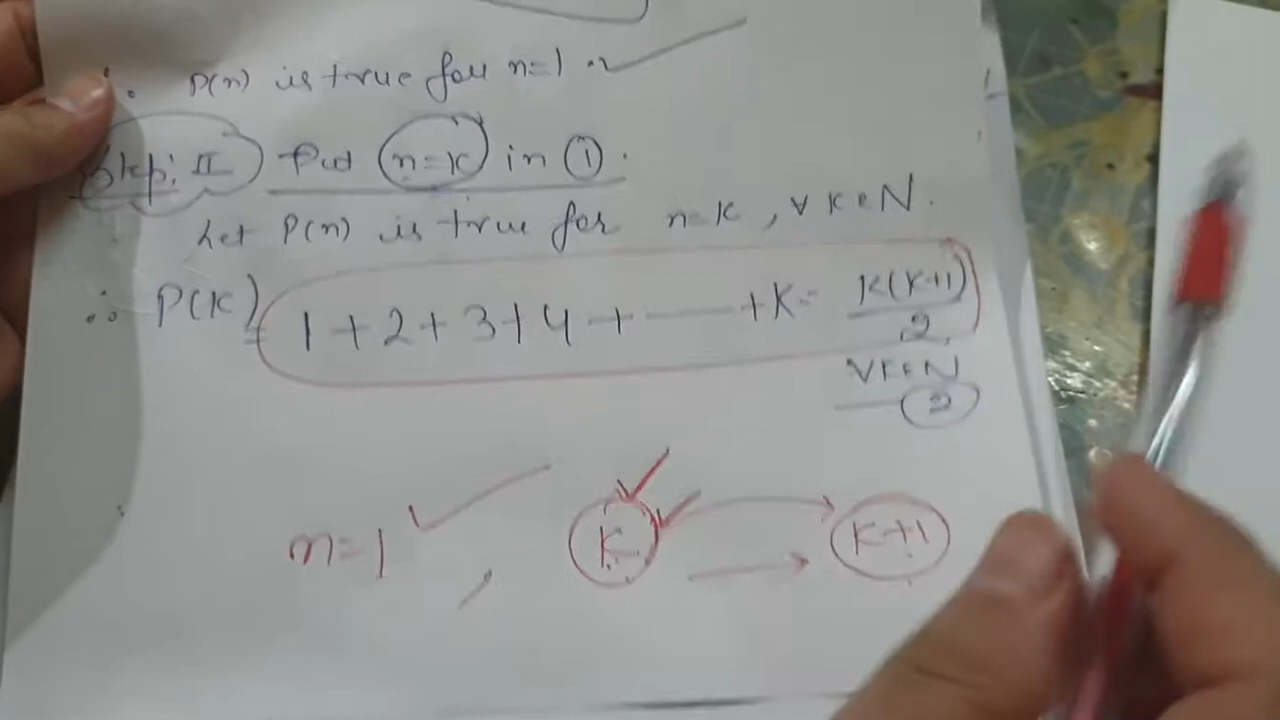 ∴ P(n) is true for n=1 ✓
Step: II Put n=K in ①.
Let P(n) is true for n=K, ∀ K∈N.
∴ P(K) = 1+2+3+4+ ——— +K = K(K+1)/2
∀ K∈N
— ②
n=1 ✓ , K → K+1